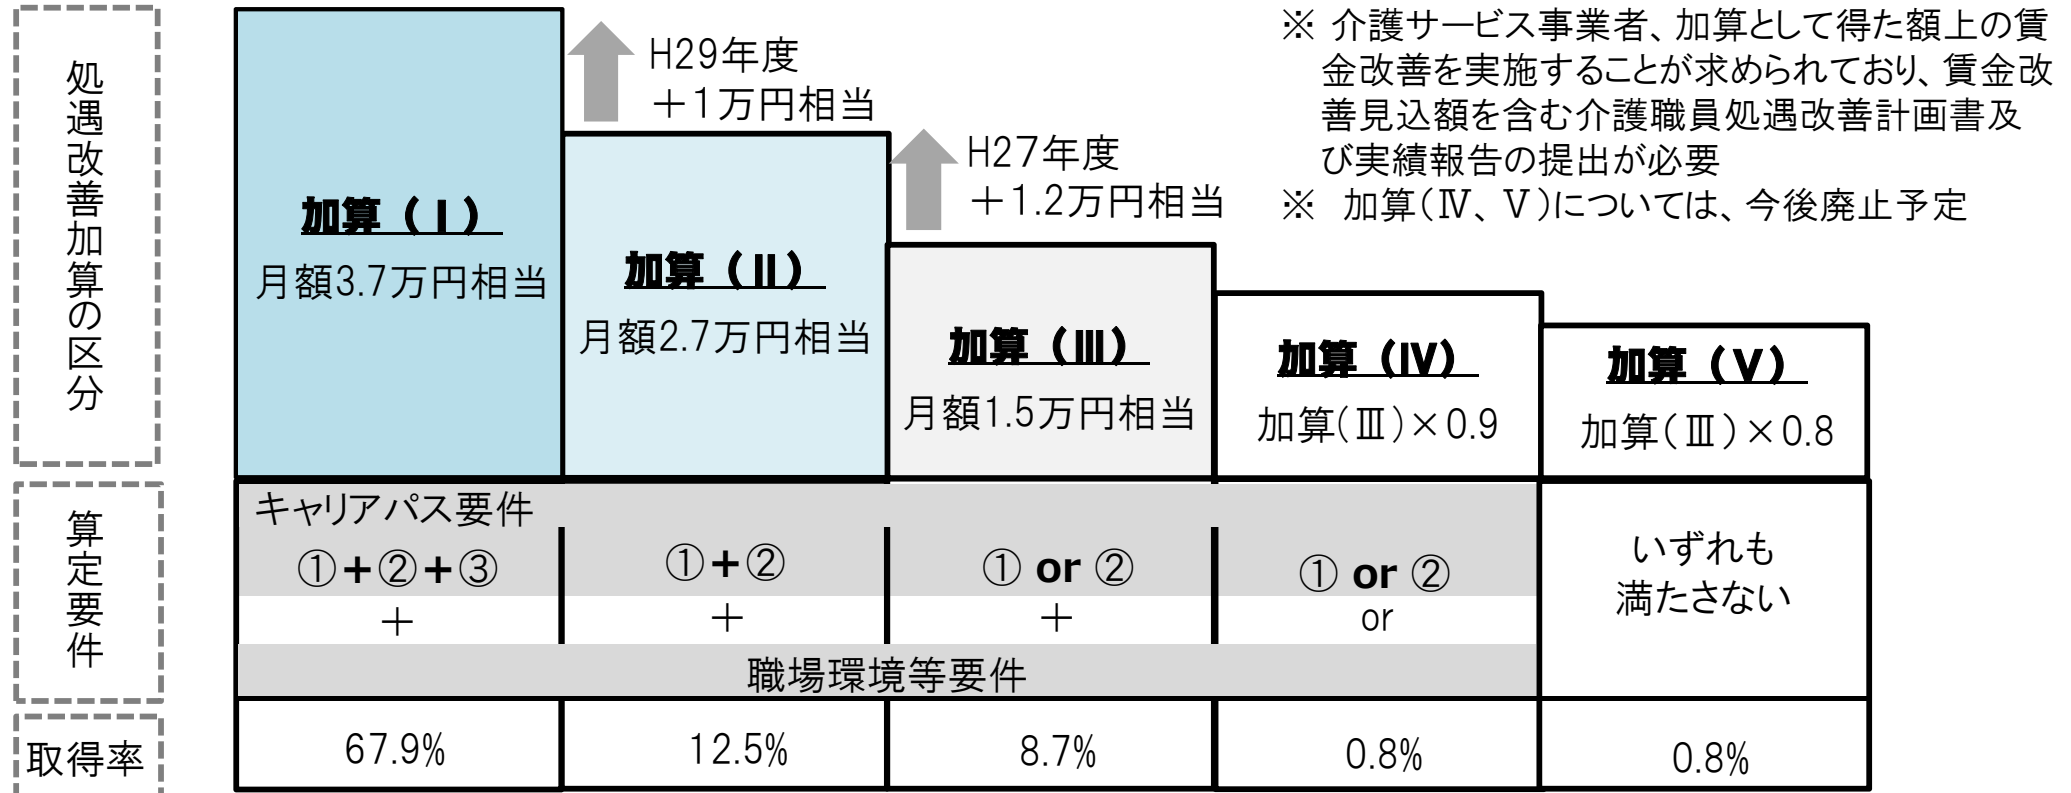 処遇改善加算の区分
加算（Ⅰ）
月額3.7万円相当
H29年度
＋1万円相当
加算（Ⅱ）
月額2.7万円相当
H27年度
＋1.2万円相当
加算（Ⅲ）
月額1.5万円相当
加算（Ⅳ）
加算(Ⅲ)×0.9
加算（Ⅴ）
加算(Ⅲ)×0.8
※ 介護サービス事業者、加算として得た額上の賃
金改善を実施することが求められており、賃金改
善見込額を含む介護職員処遇改善計画書及
び実績報告の提出が必要
※ 加算(Ⅳ、Ⅴ)については、今後廃止予定
算定要件
キャリアパス要件
①+②+③
①+②
① or ②
① or ②
＋
＋
＋
or
職場環境等要件
いずれも
満たさない
取得率
67.9%
12.5%
8.7%
0.8%
0.8%